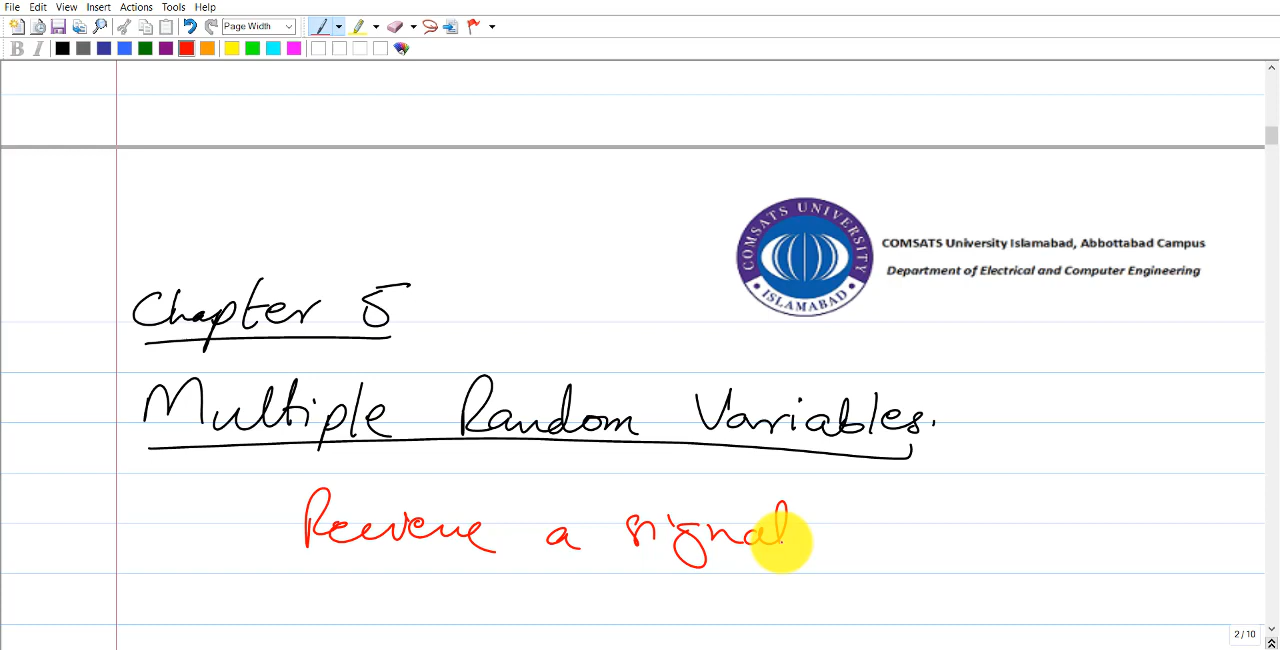 File Edit View Insert Actions Tools Help
Page Width
B I
COMSATS UNIVERSITY
ISLAMABAD
COMSATS University Islamabad, Abbottabad Campus
Department of Electrical and Computer Engineering
Chapter 5
Multiple Random Variables.
Receive a signal
2 / 10